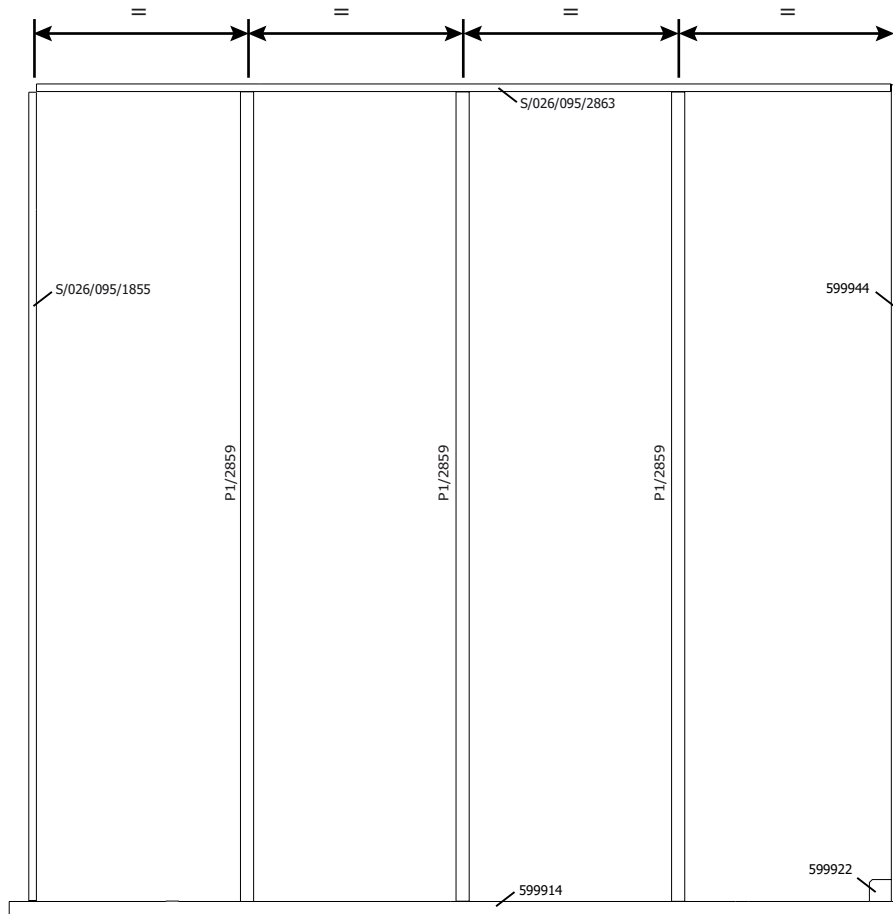 = = = =
S/026/095/2863
S/026/095/1855
599944
P1/2859
P1/2859
P1/2859
599922
599914